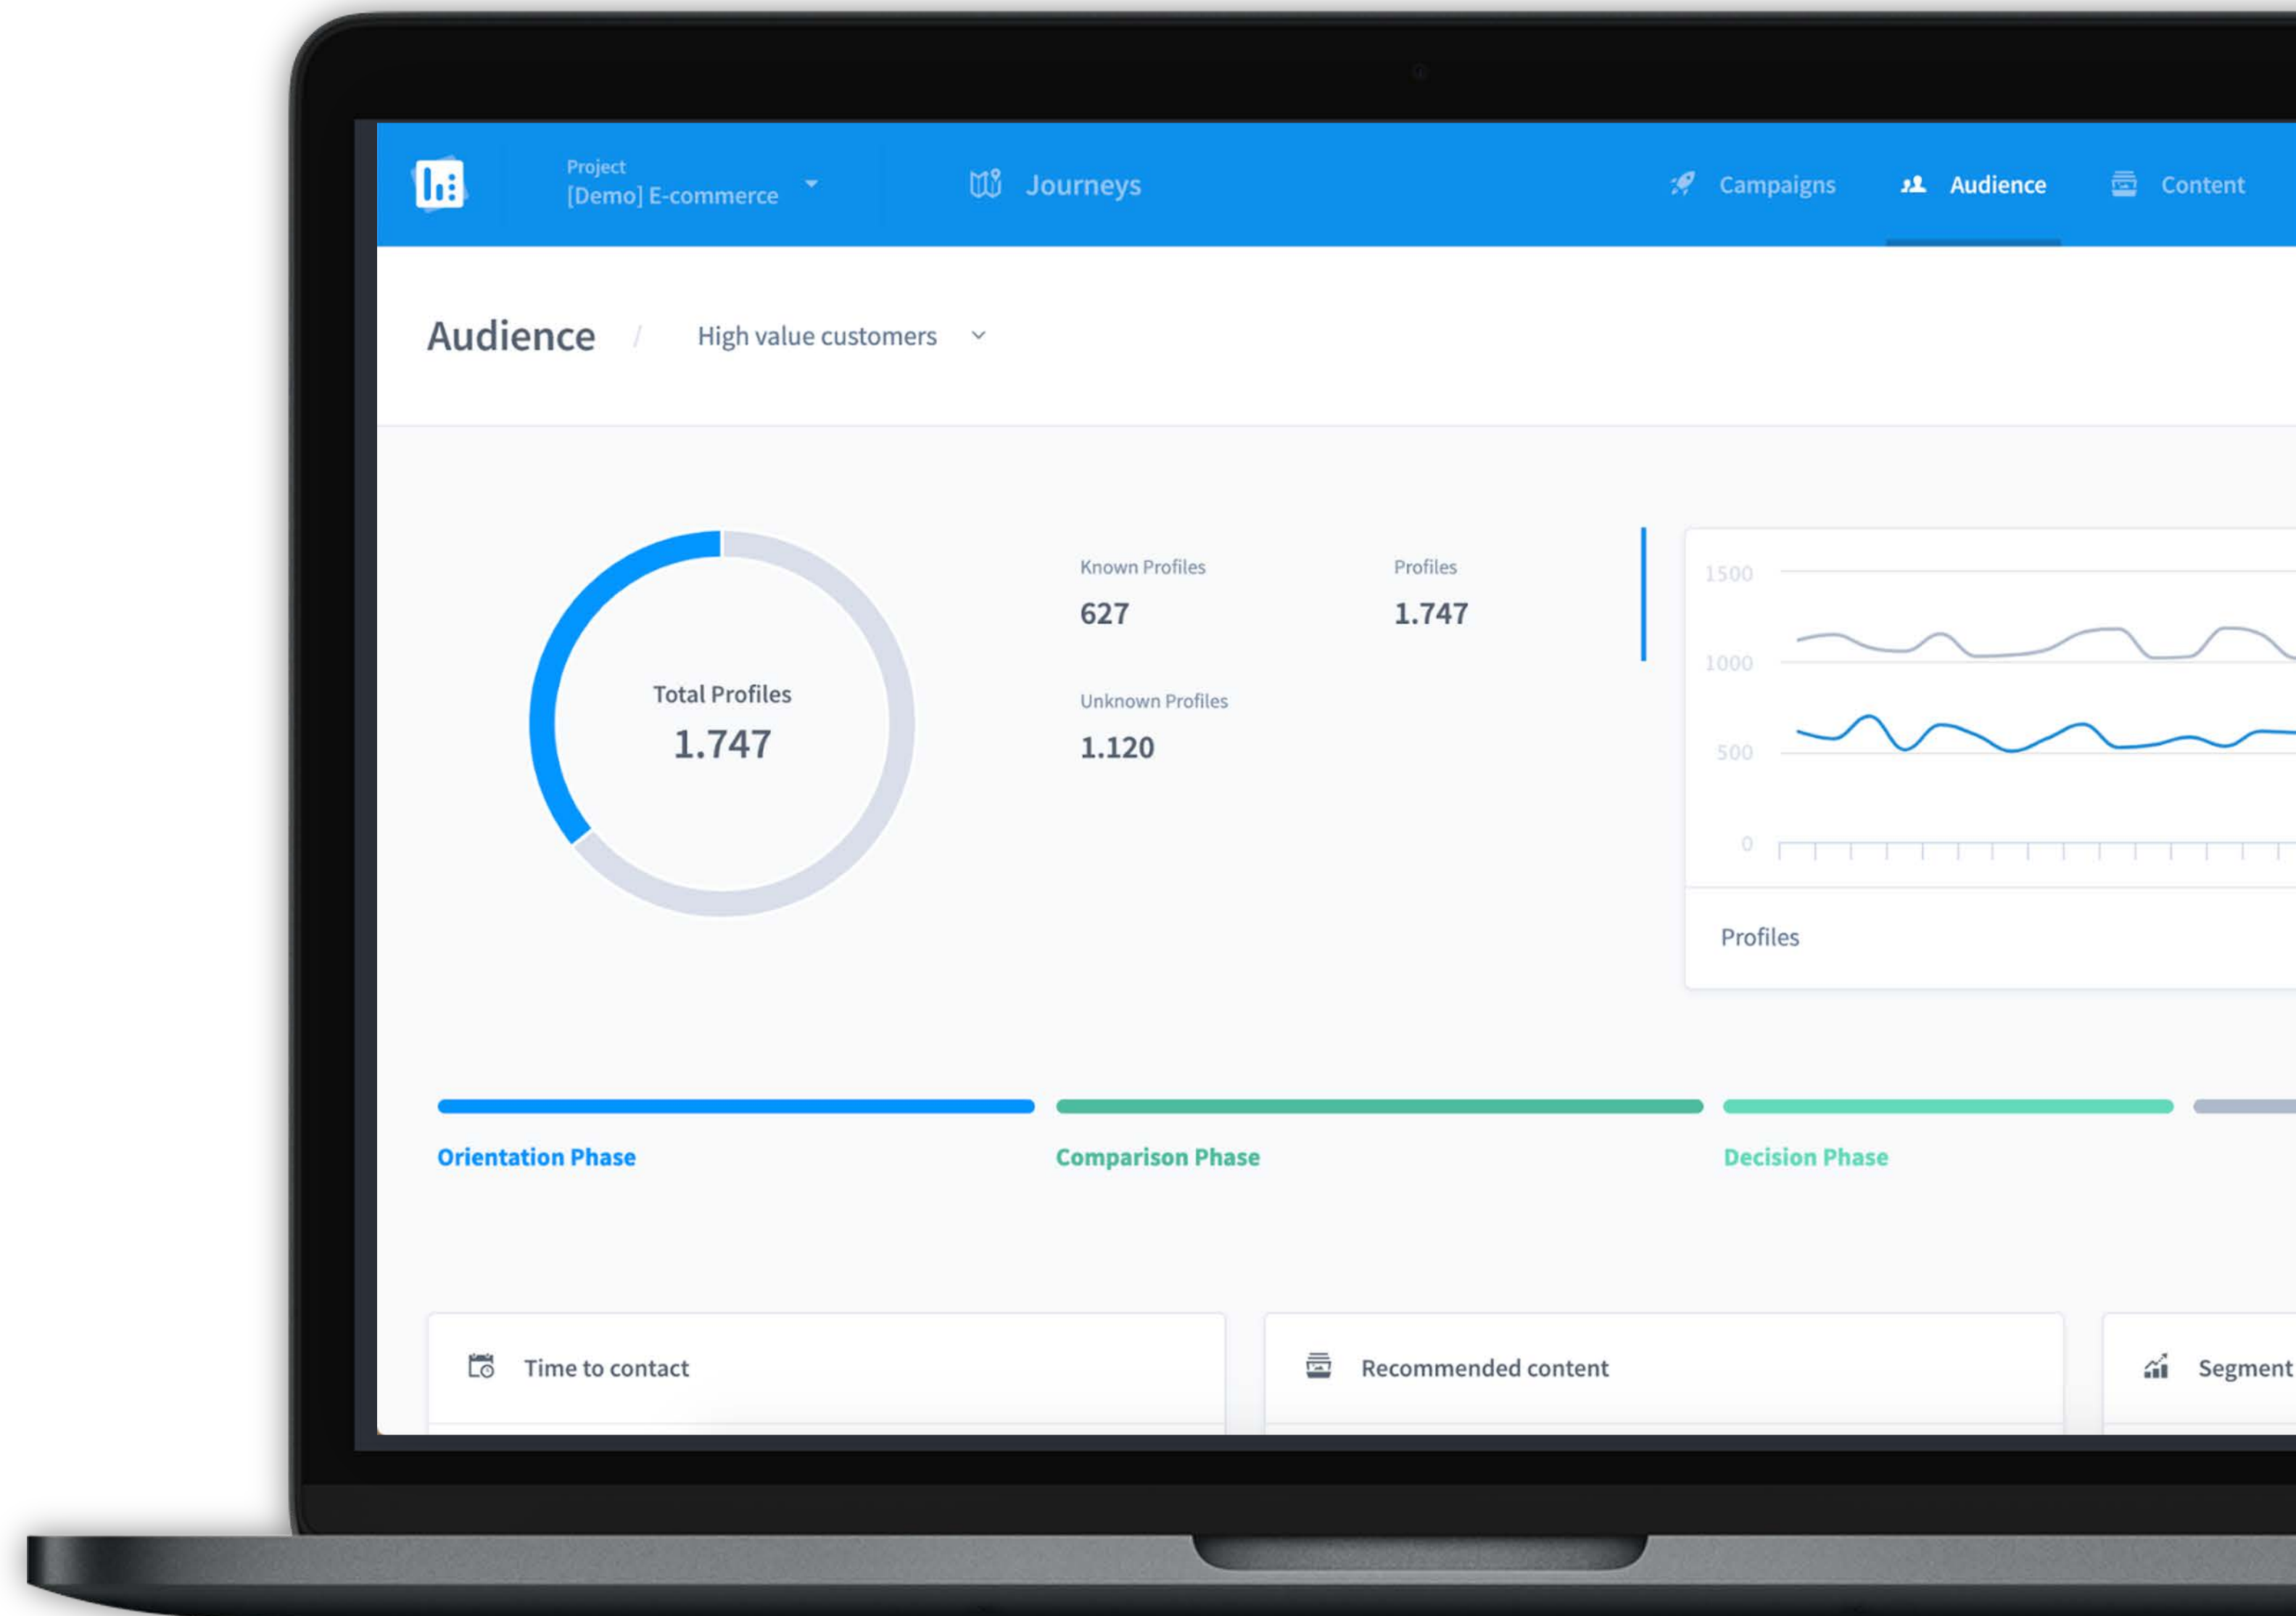 Project
[Demo] E-commerce
Journeys
Campaigns
Audience
Content
Audience / High value customers
Total Profiles
1.747
Known Profiles
627
Profiles
1.747
Unknown Profiles
1.120
1500
1000
500
0
Profiles
Orientation Phase
Comparison Phase
Decision Phase
Time to contact
Recommended content
Segment